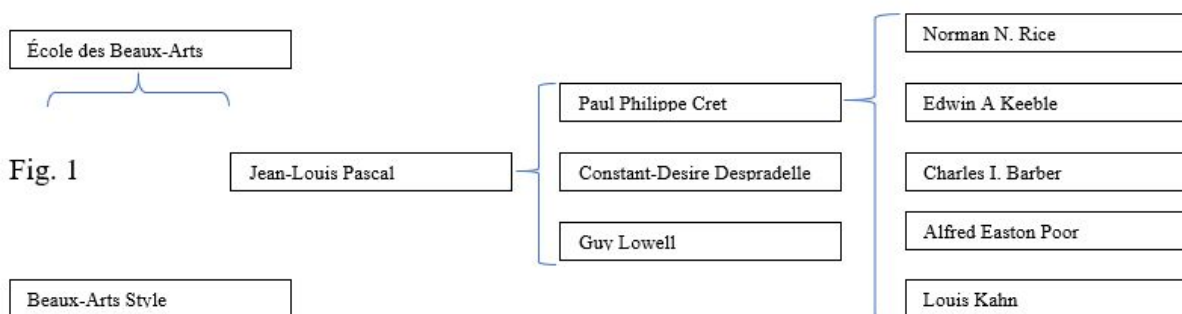 École des Beaux-Arts
Fig. 1
Beaux-Arts Style
Jean-Louis Pascal
Paul Philippe Cret
Constant-Desire Despradelle
Guy Lowell
Norman N. Rice
Edwin A Keeble
Charles I. Barber
Alfred Easton Poor
Louis Kahn